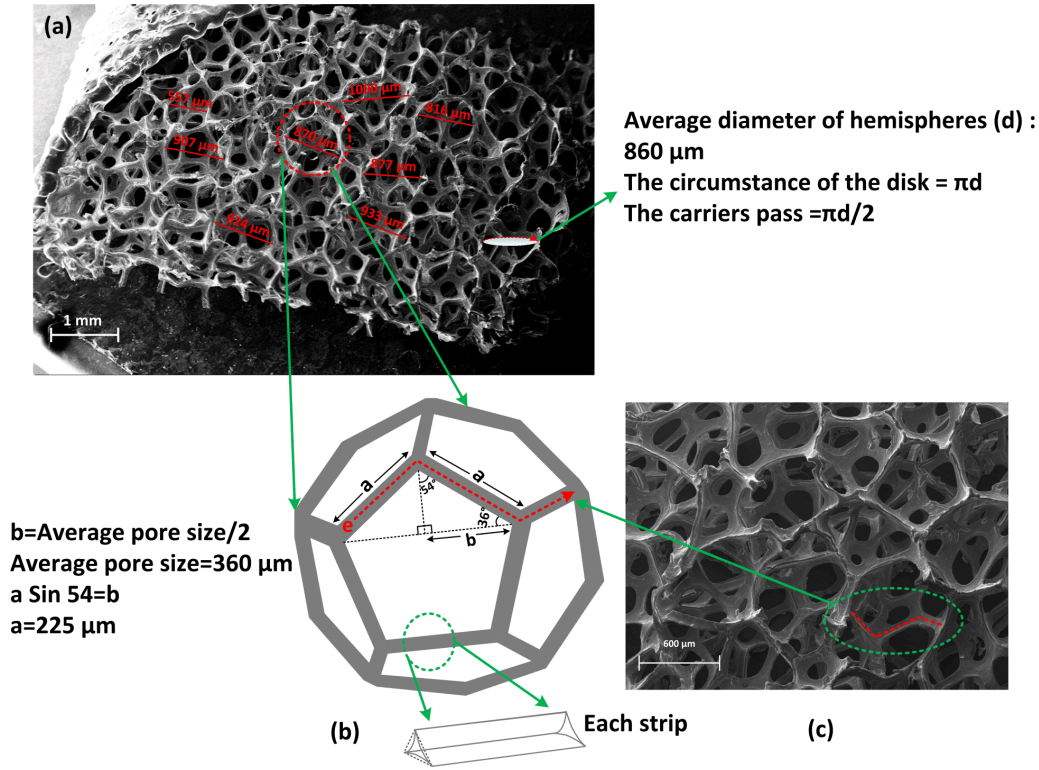 (a)
557 μm
1000 μm
816 μm
907 μm
870 μm
877 μm
924 μm
933 μm
1 mm
Average diameter of hemispheres (d) :
860 μm
The circumstance of the disk = πd
The carriers pass =πd/2
b=Average pore size/2
Average pore size=360 μm
a Sin 54=b
a=225 μm
a
a
54°
36°
e
b
(b)
Each strip
600 μm
(c)